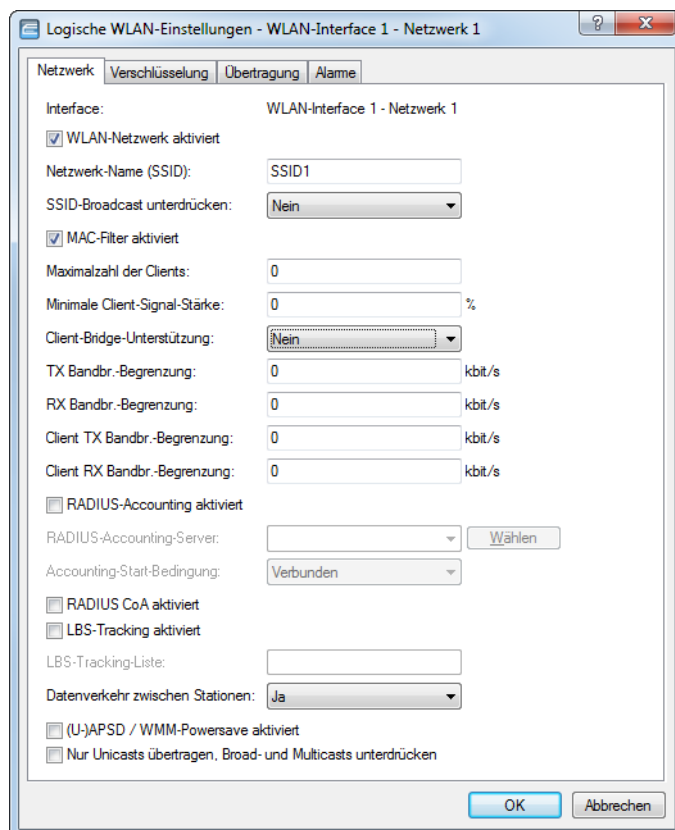 Logische WLAN-Einstellungen - WLAN-Interface 1 - Netzwerk 1
Netzwerk Verschlüsselung Übertragung Alarme
Interface: WLAN-Interface 1 - Netzwerk 1
WLAN-Netzwerk aktiviert
Netzwerk-Name (SSID): SSID1
SSID-Broadcast unterdrücken: Nein
MAC-Filter aktiviert
Maximalzahl der Clients: 0
Minimale Client-Signal-Stärke: 0 %
Client-Bridge-Unterstützung: Nein
TX Bandbr.-Begrenzung: 0 kbit/s
RX Bandbr.-Begrenzung: 0 kbit/s
Client TX Bandbr.-Begrenzung: 0 kbit/s
Client RX Bandbr.-Begrenzung: 0 kbit/s
RADIUS-Accounting aktiviert
RADIUS-Accounting-Server: Wählen
Accounting-Start-Bedingung: Verbunden
RADIUS CoA aktiviert
LBS-Tracking aktiviert
LBS-Tracking-Liste:
Datenverkehr zwischen Stationen: Ja
(U-)APSD / WMM-Powersave aktiviert
Nur Unicasts übertragen, Broad- und Multicasts unterdrücken
OK Abbrechen